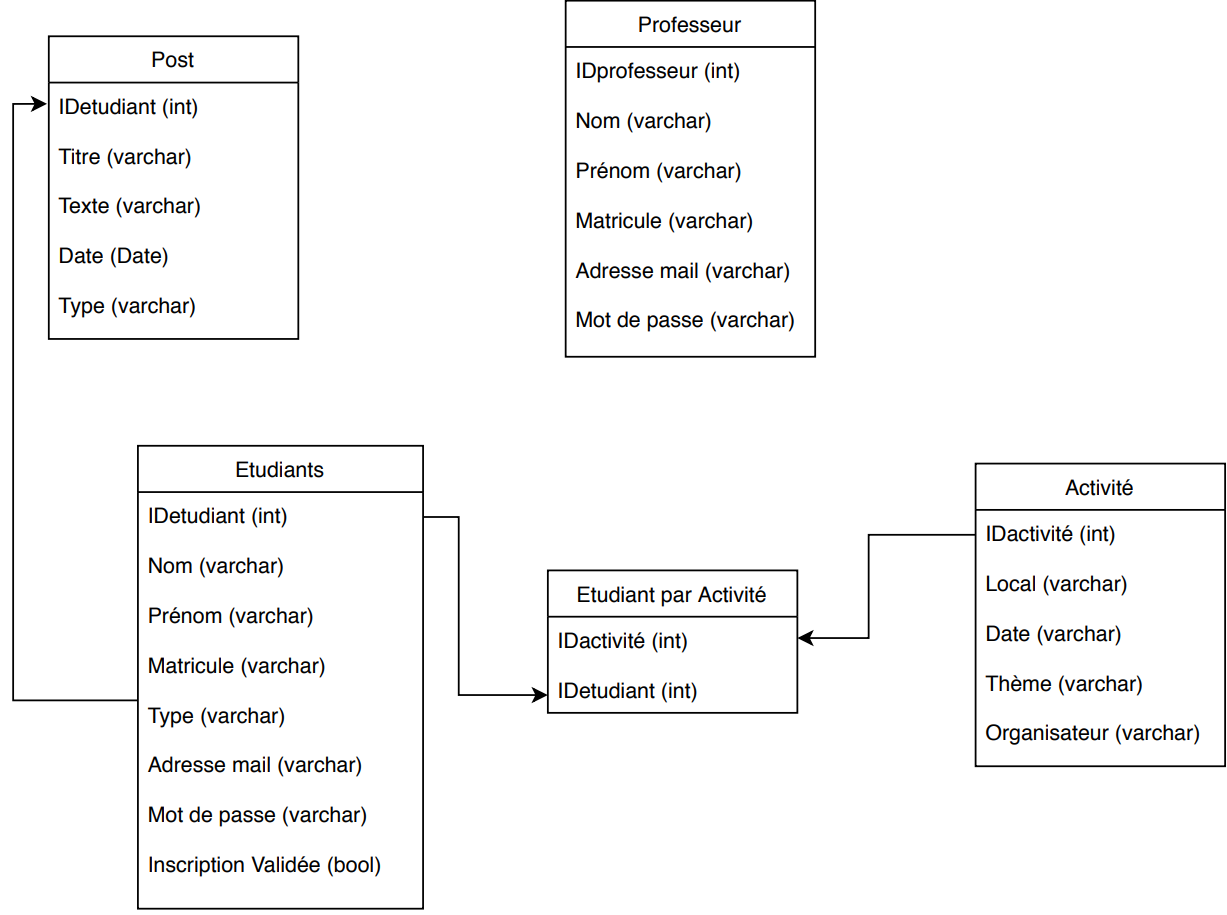 Post
IDetudiant (int)
Titre (varchar)
Texte (varchar)
Date (Date)
Type (varchar)
Professeur
IDprofesseur (int)
Nom (varchar)
Prénom (varchar)
Matricule (varchar)
Adresse mail (varchar)
Mot de passe (varchar)
Etudiants
IDetudiant (int)
Nom (varchar)
Prénom (varchar)
Matricule (varchar)
Type (varchar)
Adresse mail (varchar)
Mot de passe (varchar)
Inscription Validée (bool)
Etudiant par Activité
IDactivité (int)
IDetudiant (int)
Activité
IDactivité (int)
Local (varchar)
Date (varchar)
Thème (varchar)
Organisateur (varchar)